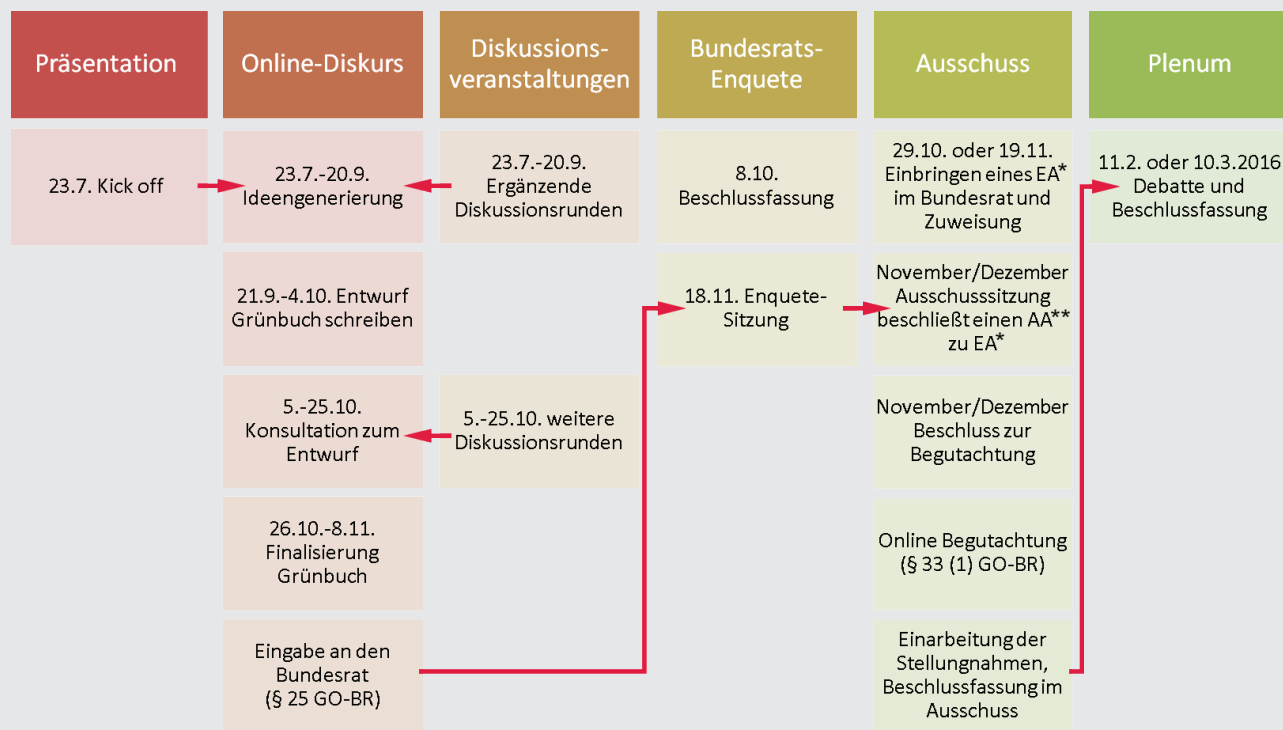 Präsentation
Online-Diskurs
Diskussions-
veranstaltungen
Bundesrats-
Enquete
Ausschuss
Plenum
23.7. Kick off
23.7.-20.9.
Ideengenerierung
23.7.-20.9.
Ergänzende
Diskussionsrunden
8.10.
Beschlussfassung
29.10. oder 19.11.
Einbringen eines EA*
im Bundesrat und
Zuweisung
11.2. oder 10.3.2016
Debatte und
Beschlussfassung
21.9.-4.10. Entwurf
Grünbuch schreiben
18.11. Enquete-
Sitzung
November/Dezember
Ausschusssitzung
beschließt einen AA**
zu EA*
5.-25.10.
Konsultation zum
Entwurf
5.-25.10. weitere
Diskussionsrunden
November/Dezember
Beschluss zur
Begutachtung
26.10.-8.11.
Finalisierung
Grünbuch
Online Begutachtung
(§ 33 (1) GO-BR)
Eingabe an den
Bundesrat
(§ 25 GO-BR)
Einarbeitung der
Stellungnahmen,
Beschlussfassung im
Ausschuss